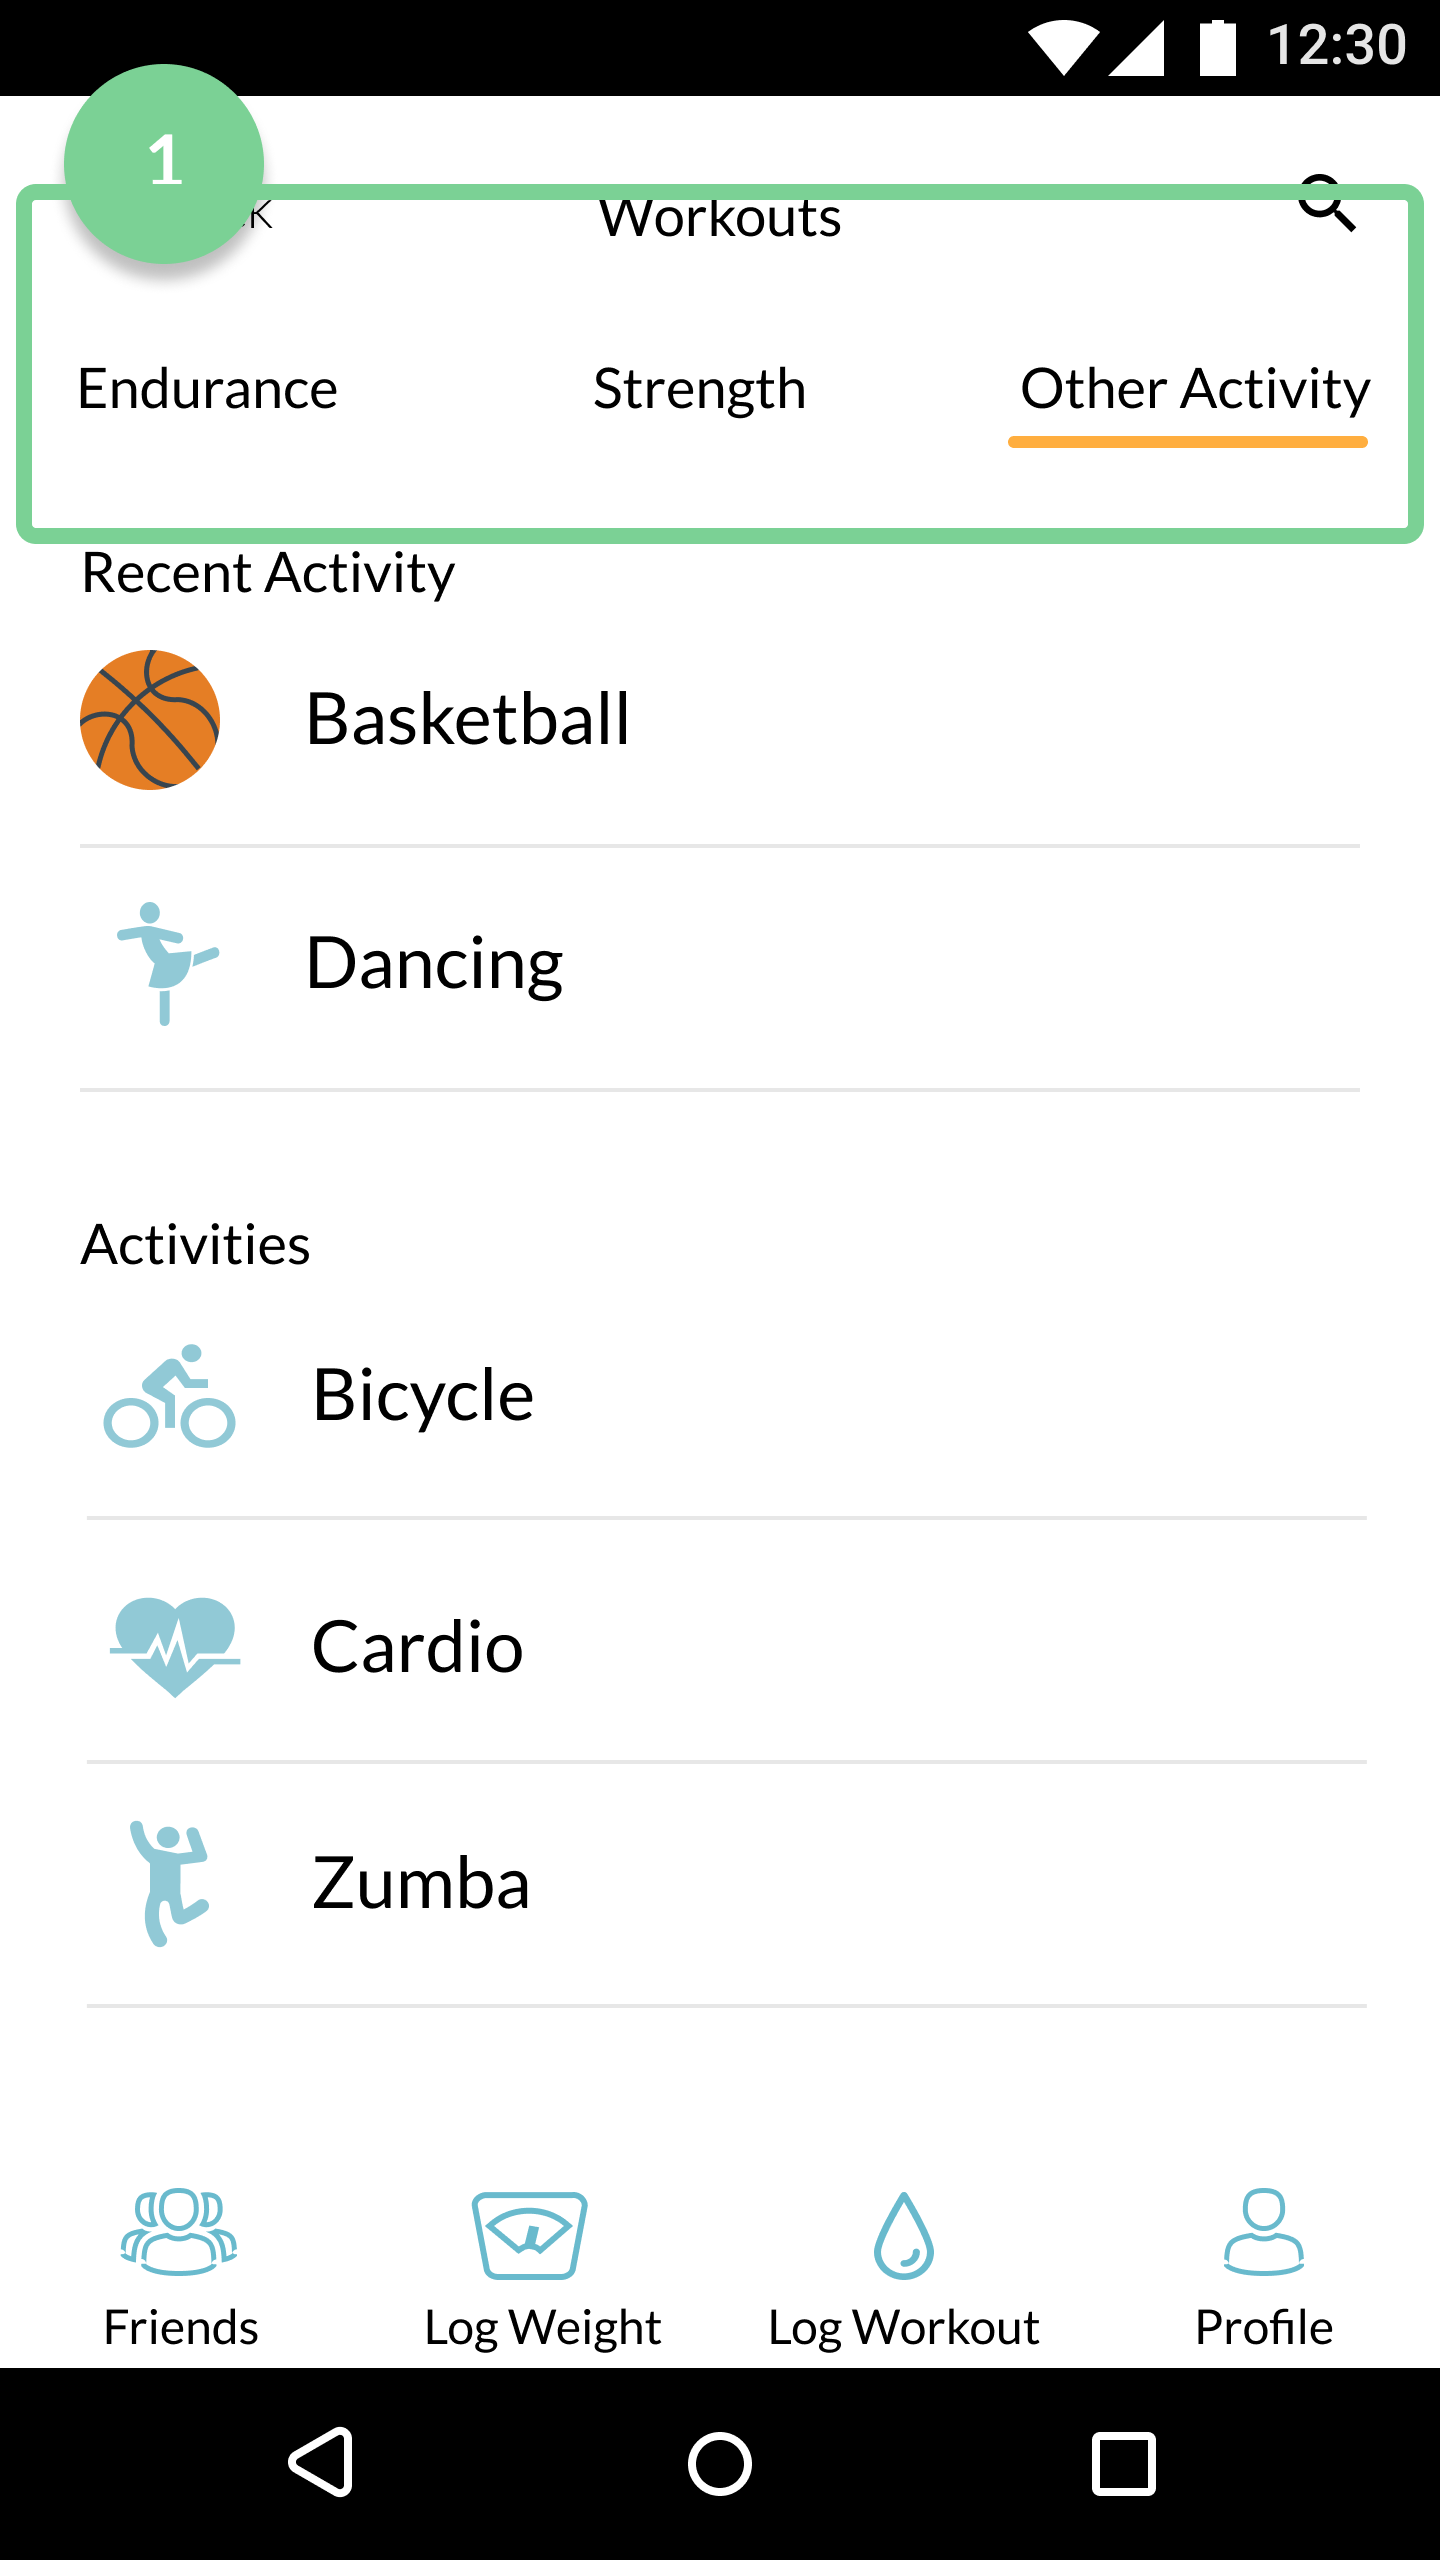 12:30
1
Workouts
Endurance Strength Other Activity
Recent Activity
Basketball
Dancing
Activities
Bicycle
Cardio
Zumba
Friends Log Weight Log Workout Profile